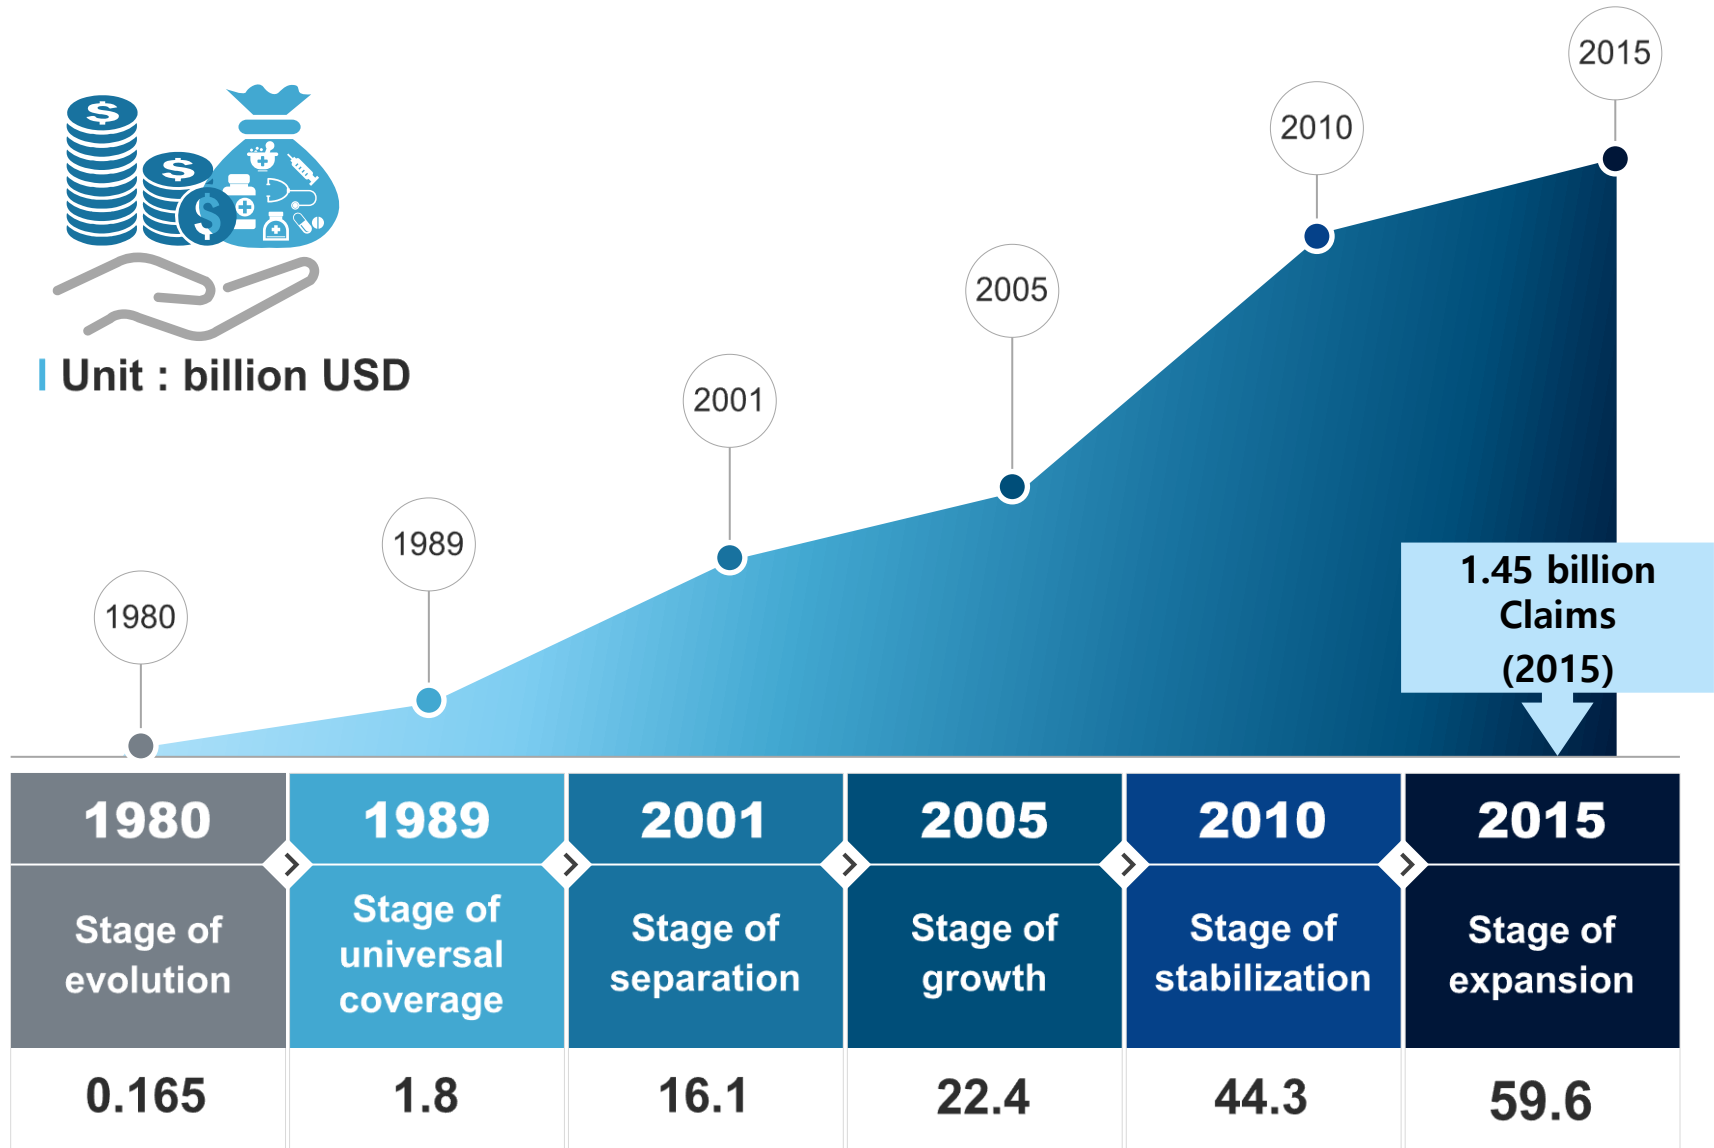 Unit : billion USD
1980
1989
2001
2005
2010
2015
1.45 billion
Claims
(2015)
1980
Stage of
evolution
0.165
1989
Stage of
universal
coverage
1.8
2001
Stage of
separation
16.1
2005
Stage of
growth
22.4
2010
Stage of
stabilization
44.3
2015
Stage of
expansion
59.6